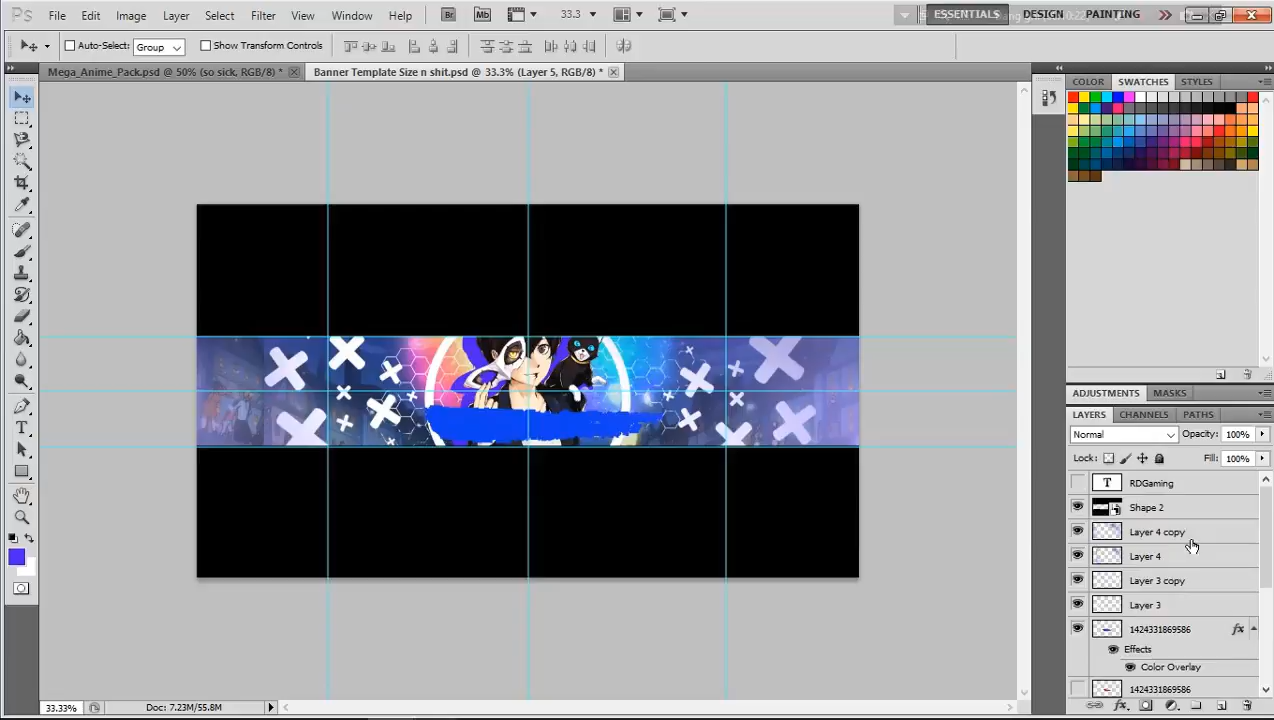 Ps File Edit Image Layer Select Filter View Window Help Br Mb 33.3 ESSENTIALS DESIGN PAINTING
Auto-Select: Group Show Transform Controls
Mega_Anime_Pack.psd @ 50% (so sick, RGB/8) * Banner Template Size n shit.psd @ 33.3% (Layer 5, RGB/8) *
COLOR SWATCHES STYLES
ADJUSTMENTS MASKS
LAYERS CHANNELS PATHS
Normal Opacity: 100%
Lock: Fill: 100%
T RDGaming
Shape 2
Layer 4 copy
Layer 4
Layer 3 copy
Layer 3
1424331869586 fx
Effects
Color Overlay
1424331869586
33.33% Doc: 7.23M/55.8M